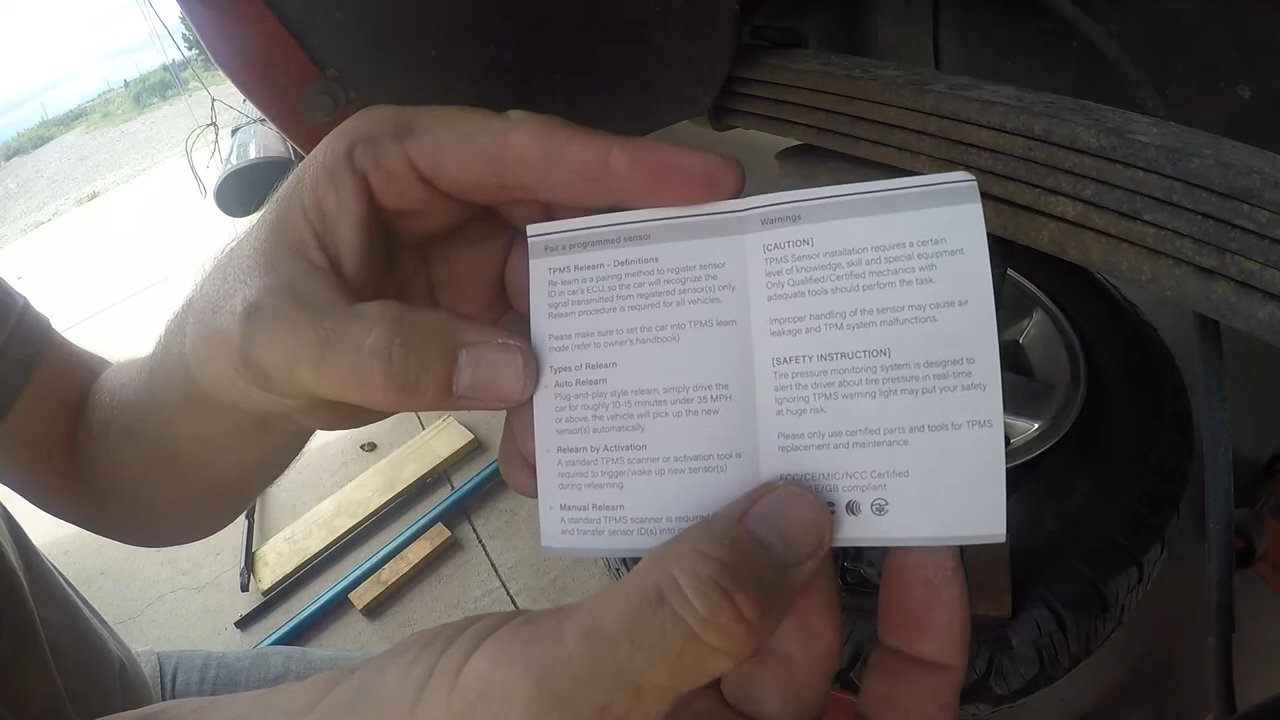 Pair a programmed sensor
TPMS Relearn - Definitions
Re-learn is a pairing method to register sensor
ID in car's ECU, so the car will recognize the
signal transmitted from registered sensor(s) only.
Relearn procedure is required for all vehicles.
Please make sure to set the car into TPMS learn
mode (refer to owner's handbook)
Types of Relearn
Auto Relearn
Plug-and-play style relearn, simply drive the
car for roughly 10-15 minutes under 35 MPH
or above, the vehicle will pick up the new
sensor(s) automatically.
Relearn by Activation
A standard TPMS scanner or activation tool is
required to trigger/wake up new sensor(s)
during relearning.
Manual Relearn
A standard TPMS scanner is required
and transfer sensor ID(s) into
Warnings
[CAUTION]
TPMS Sensor installation requires a certain
level of knowledge, skill and special equipment.
Only Qualified/Certified mechanics with
adequate tools should perform the task.
Improper handling of the sensor may cause air
leakage and TPM system malfunctions.
[SAFETY INSTRUCTION]
Tire pressure monitoring system is designed to
alert the driver about tire pressure in real-time.
Ignoring TPMS warning light may put your safety
at huge risk.
Please only use certified parts and tools for TPMS
replacement and maintenance.
FCC/CE/MIC/NCC Certified
/GB compliant